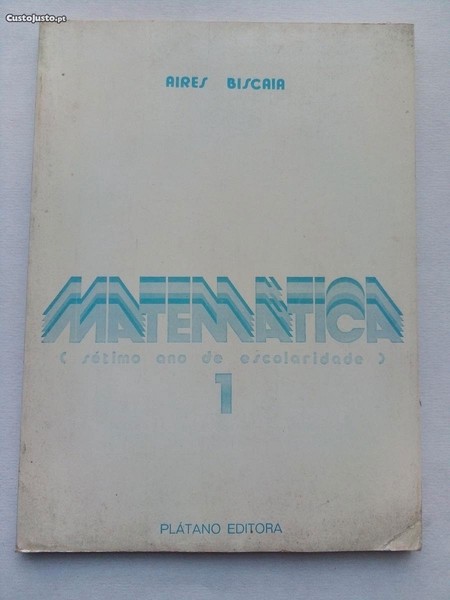 CustoJusto.pt
AIRES BISCAIA
MATEMÁTICA
( sétimo ano de escolaridade )
1
PLÁTANO EDITORA